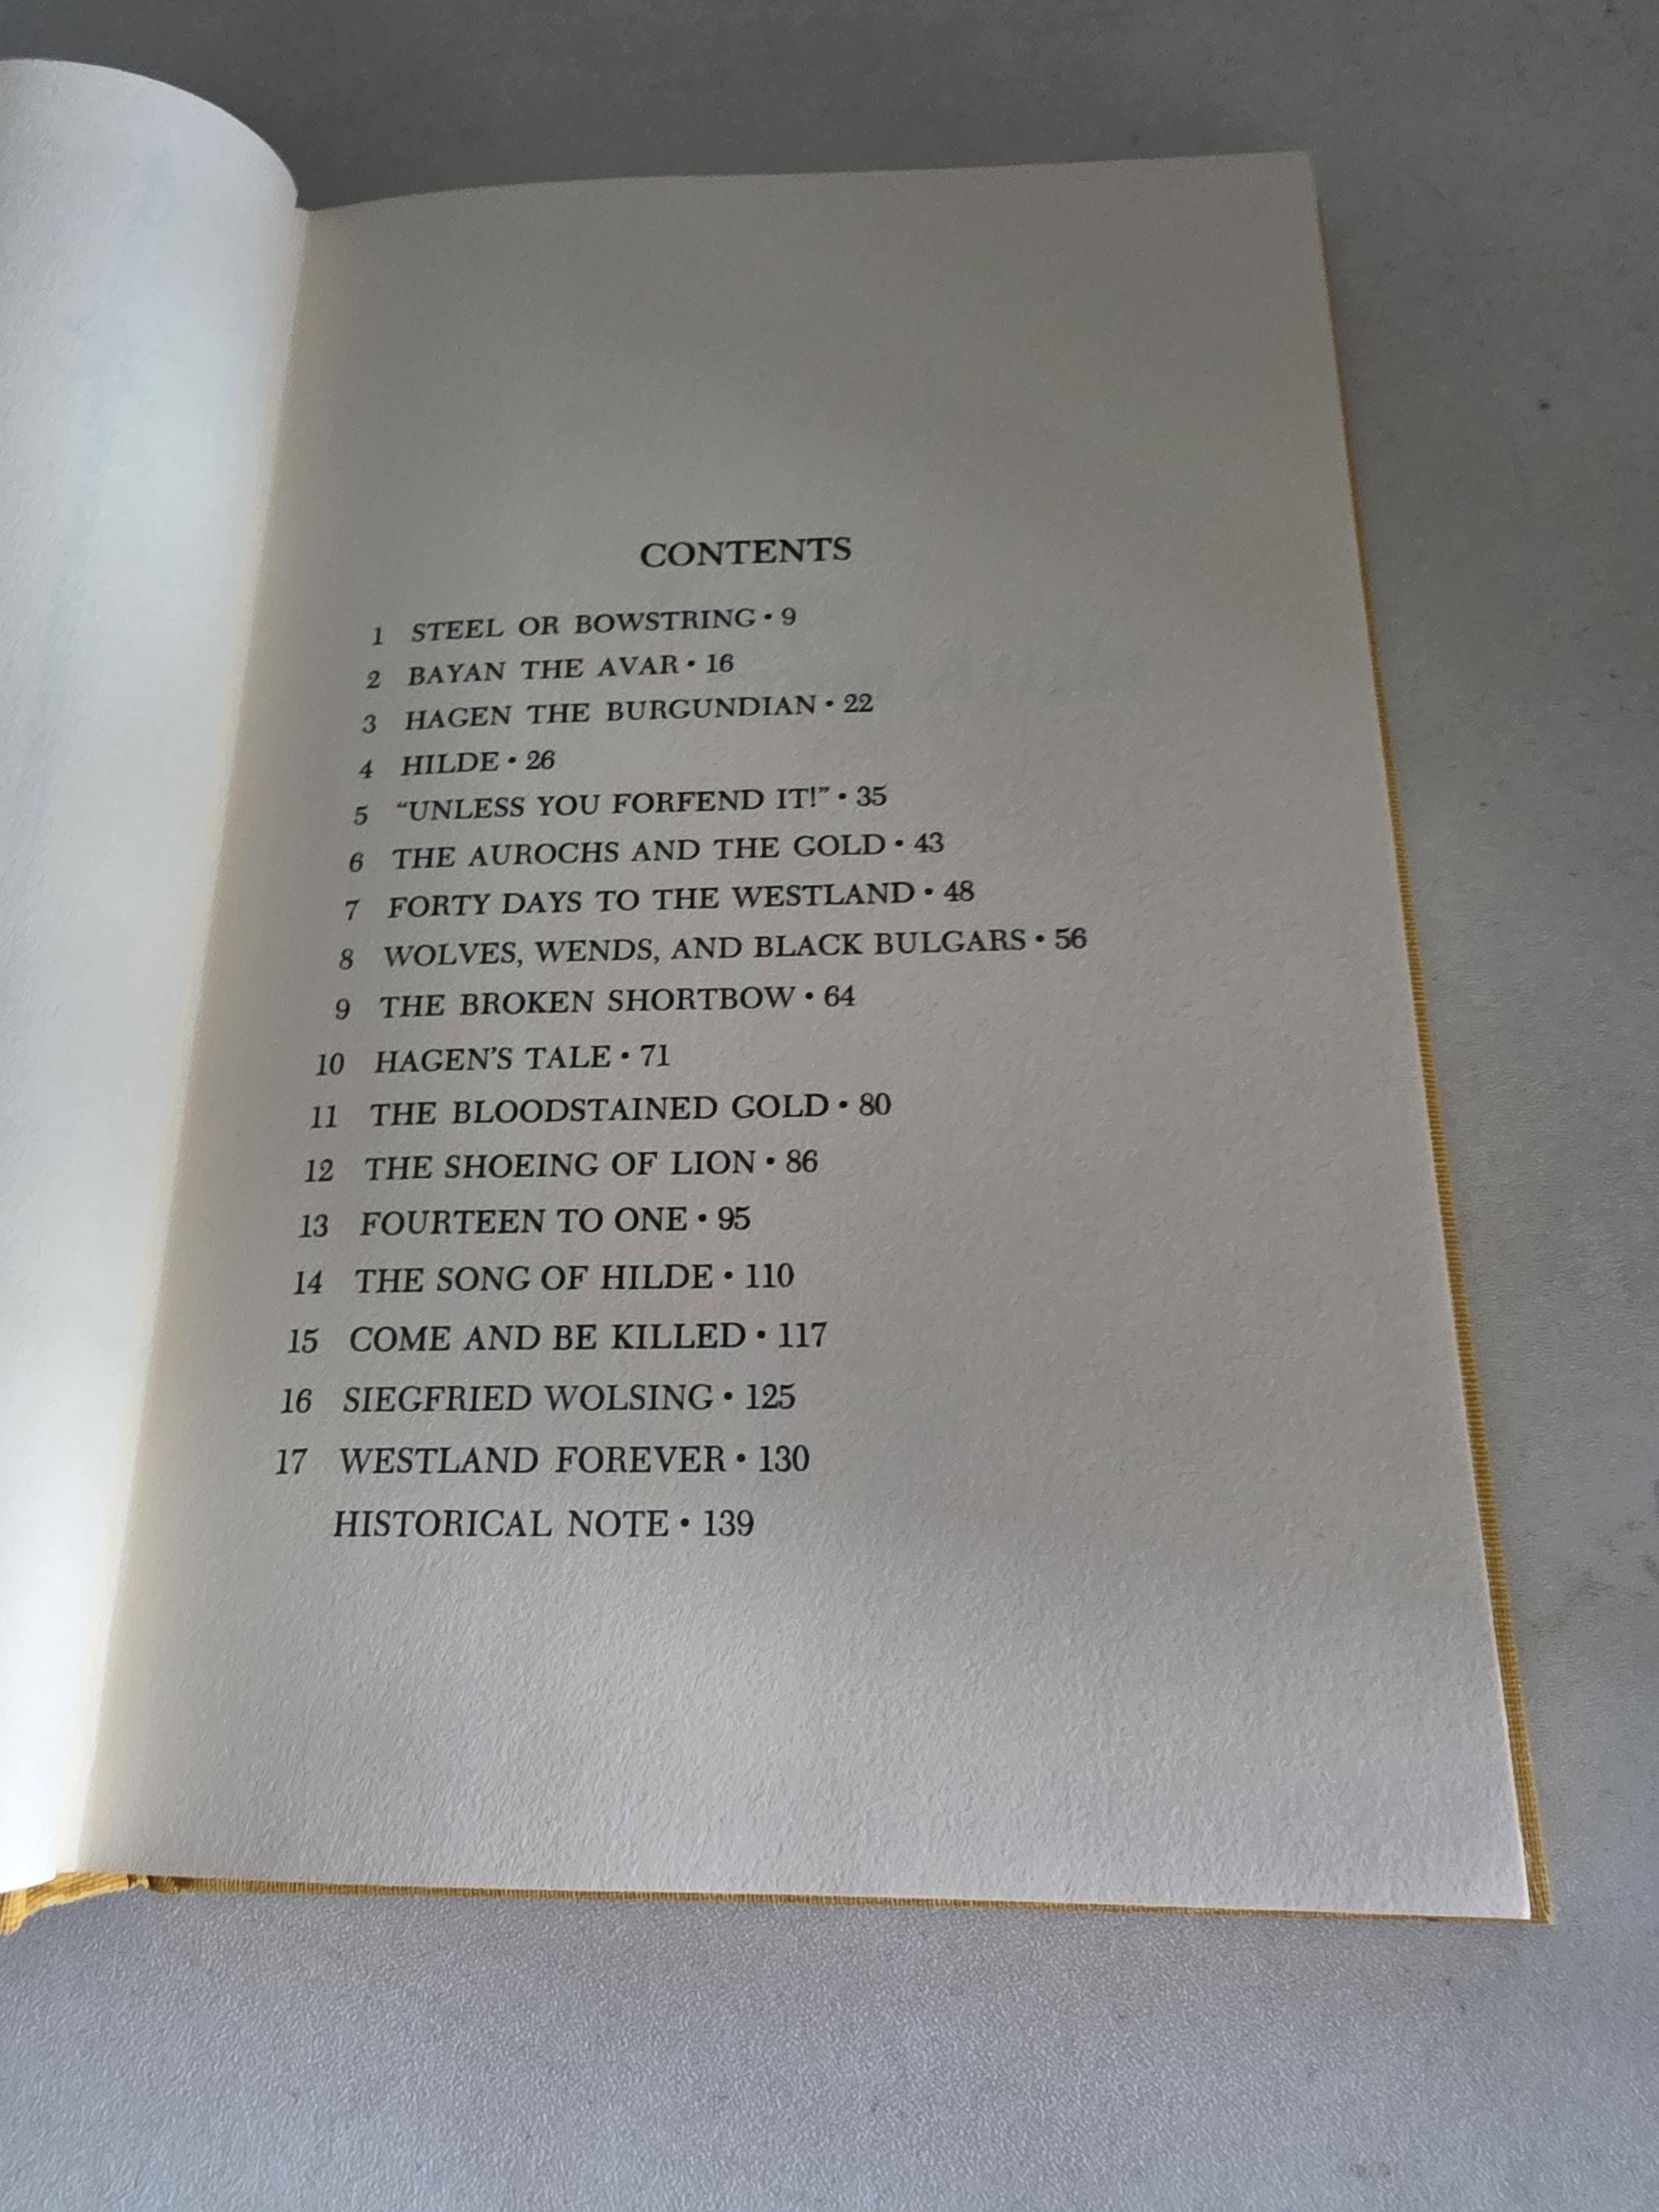 CONTENTS
1 STEEL OR BOWSTRING • 9
2 BAYAN THE AVAR • 16
3 HAGEN THE BURGUNDIAN • 22
4 HILDE • 26
5 “UNLESS YOU FORFEND IT!” • 35
6 THE AUROCHS AND THE GOLD • 43
7 FORTY DAYS TO THE WESTLAND • 48
8 WOLVES, WENDS, AND BLACK BULGARS • 56
9 THE BROKEN SHORTBOW • 64
10 HAGEN’S TALE • 71
11 THE BLOODSTAINED GOLD • 80
12 THE SHOEING OF LION • 86
13 FOURTEEN TO ONE • 95
14 THE SONG OF HILDE • 110
15 COME AND BE KILLED • 117
16 SIEGFRIED WOLSING • 125
17 WESTLAND FOREVER • 130
HISTORICAL NOTE • 139